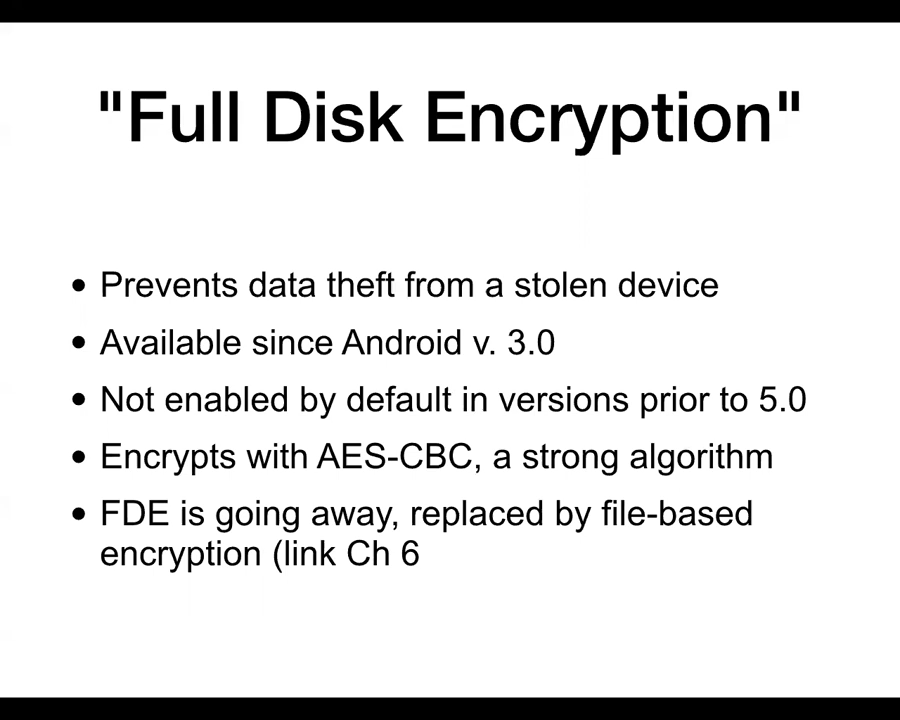 "Full Disk Encryption"
• Prevents data theft from a stolen device
• Available since Android v. 3.0
• Not enabled by default in versions prior to 5.0
• Encrypts with AES-CBC, a strong algorithm
• FDE is going away, replaced by file-based
encryption (link Ch 6